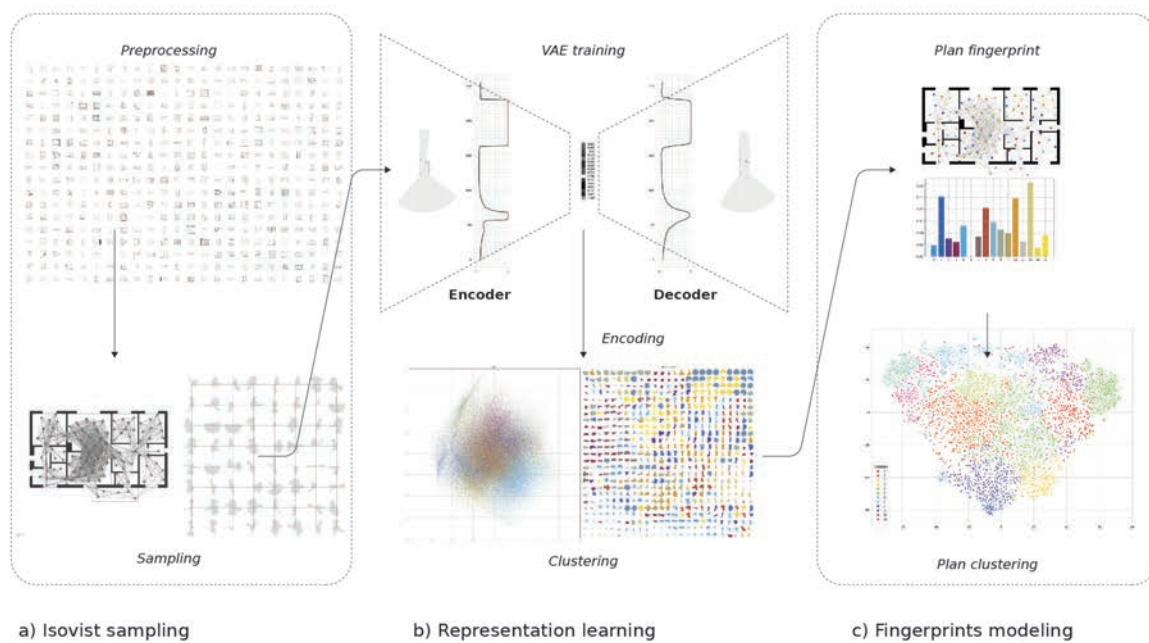 Preprocessing
VAE training
Plan fingerprint
Encoder
Decoder
Encoding
Sampling
Clustering
Plan clustering
a) Isovist sampling
b) Representation learning
c) Fingerprints modeling